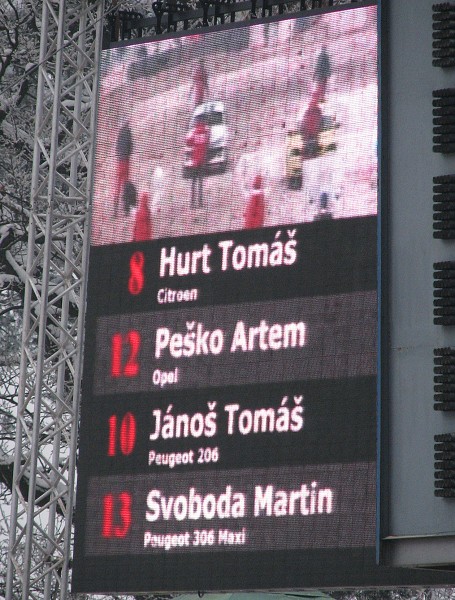 8 Hurt Tomáš
Citroen
12 Peško Artem
Opel
10 Jánoš Tomáš
Peugeot 206
13 Svoboda Martin
Peugeot 306 Maxi